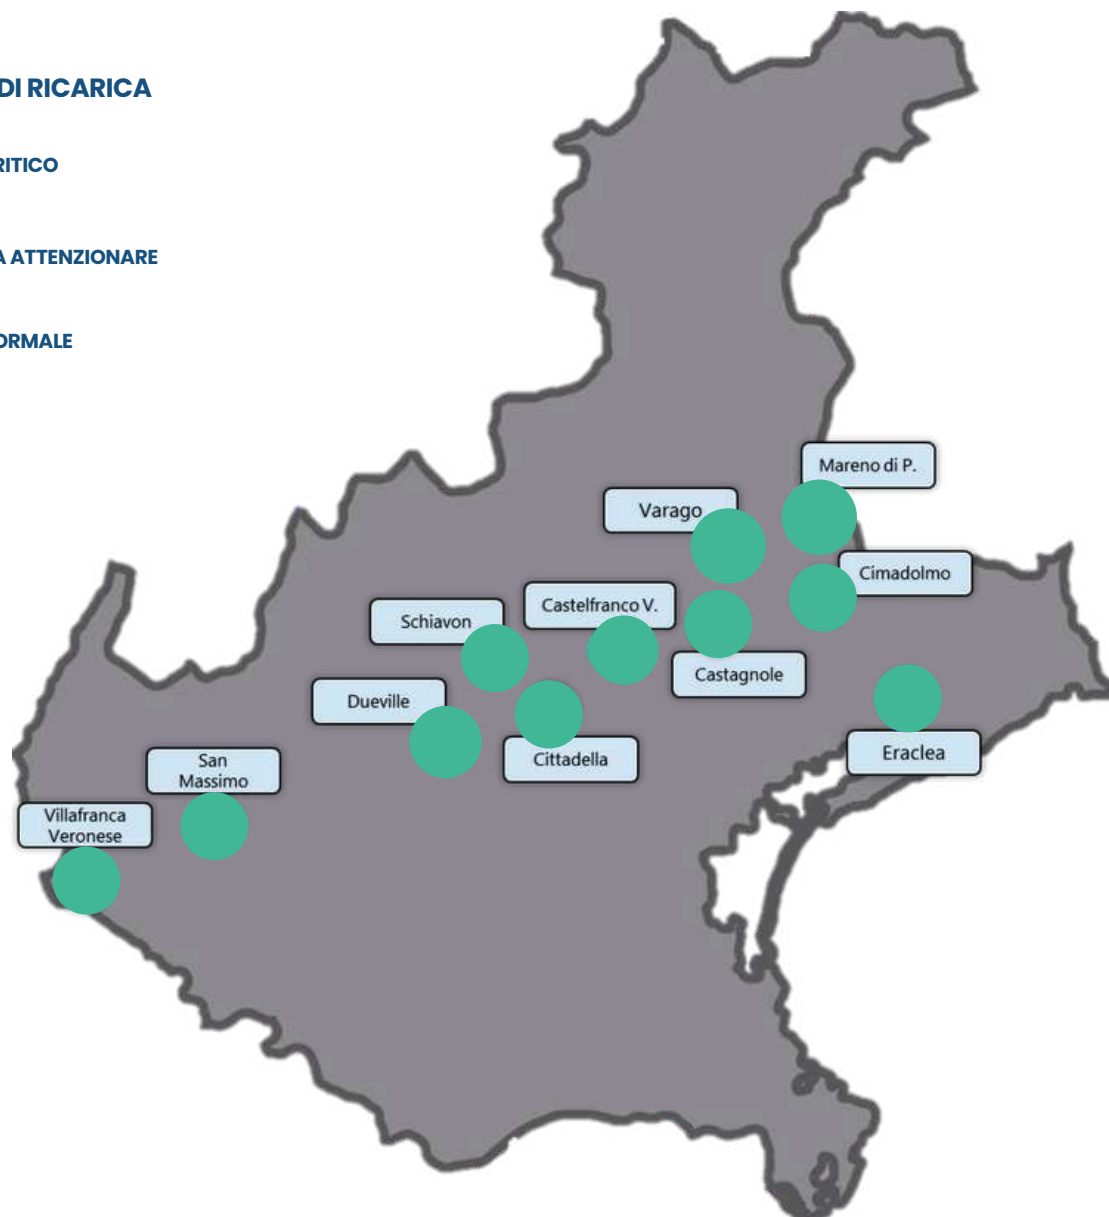 DI RICARICA
RITICO
A ATTENZIONARE
ORMALE
Mareno di P.
Varago
Cimadolmo
Castelfranco V.
Schiavon
Castagnole
Dueville
Eraclea
Cittadella
San
Massimo
Villafranca
Veronese